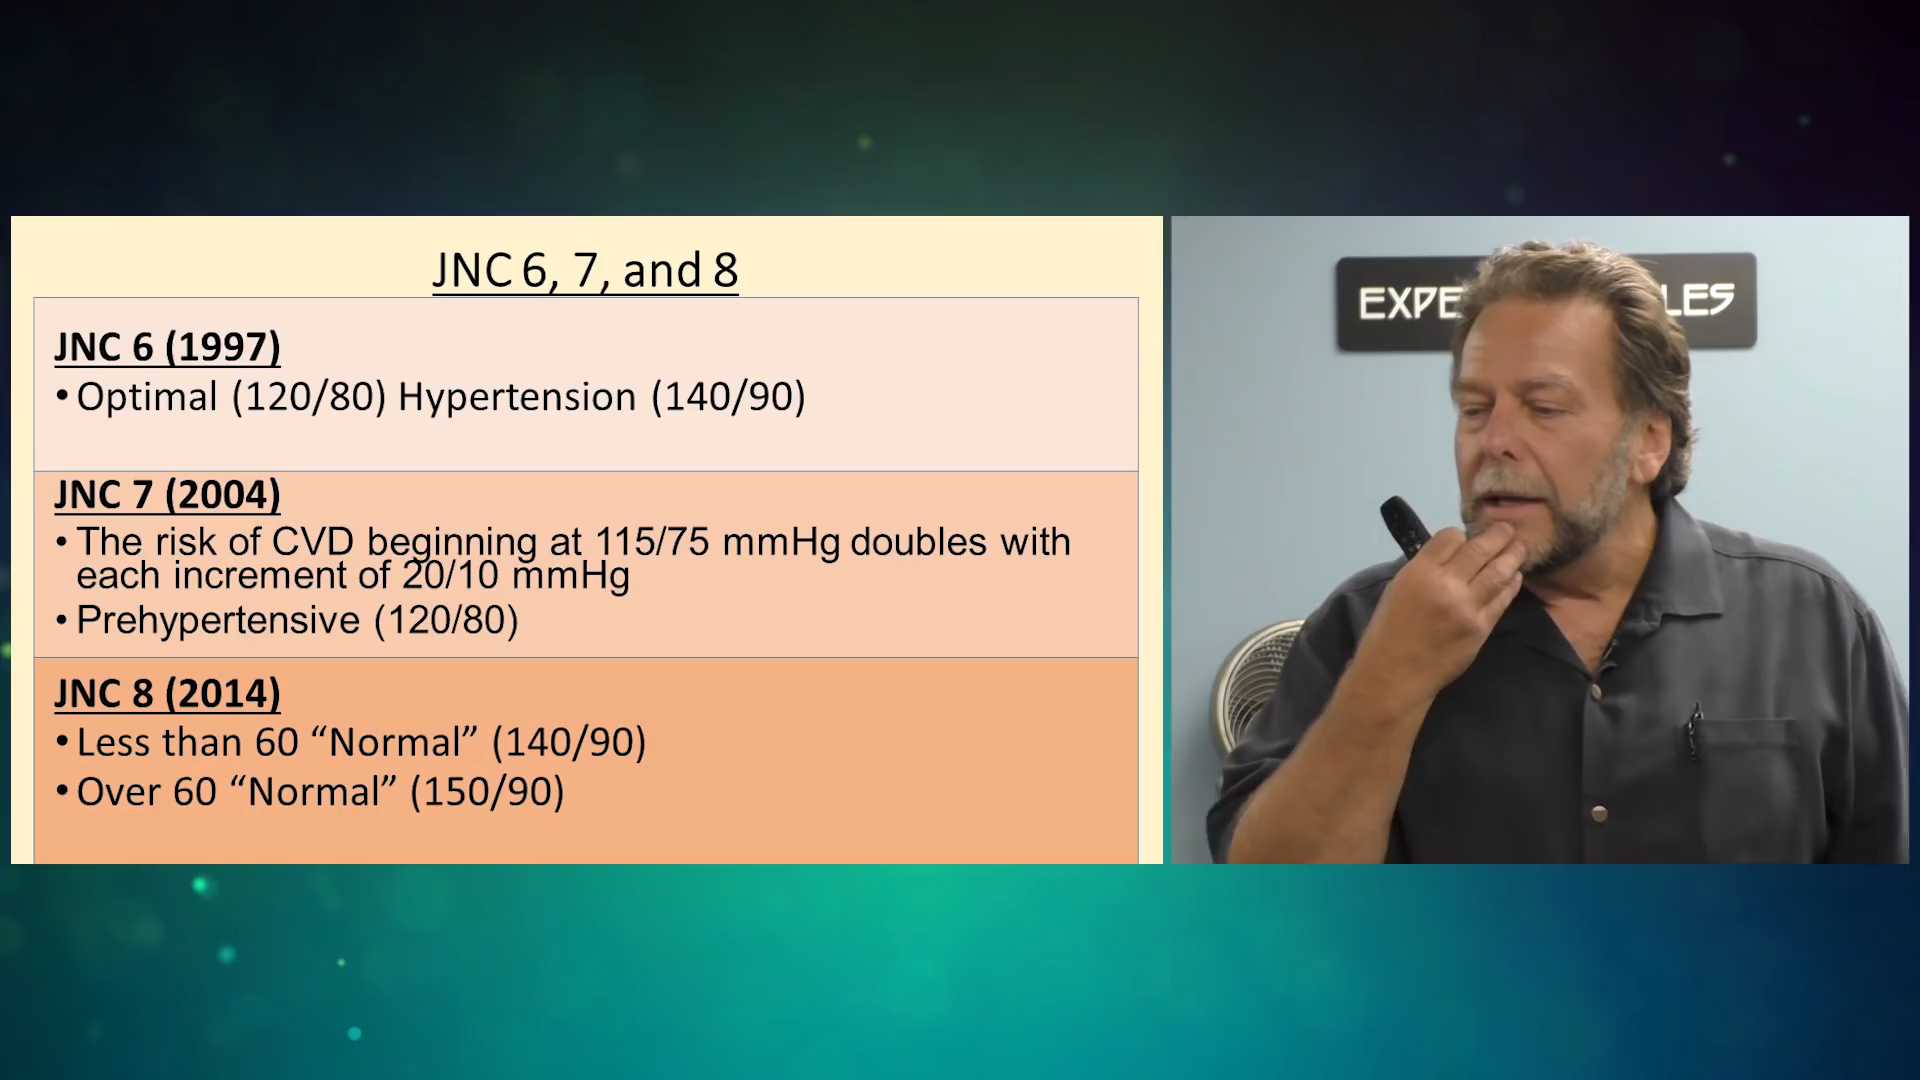 JNC 6, 7, and 8
JNC 6 (1997)
• Optimal (120/80) Hypertension (140/90)
JNC 7 (2004)
• The risk of CVD beginning at 115/75 mmHg doubles with
each increment of 20/10 mmHg
• Prehypertensive (120/80)
JNC 8 (2014)
• Less than 60 “Normal” (140/90)
• Over 60 “Normal” (150/90)